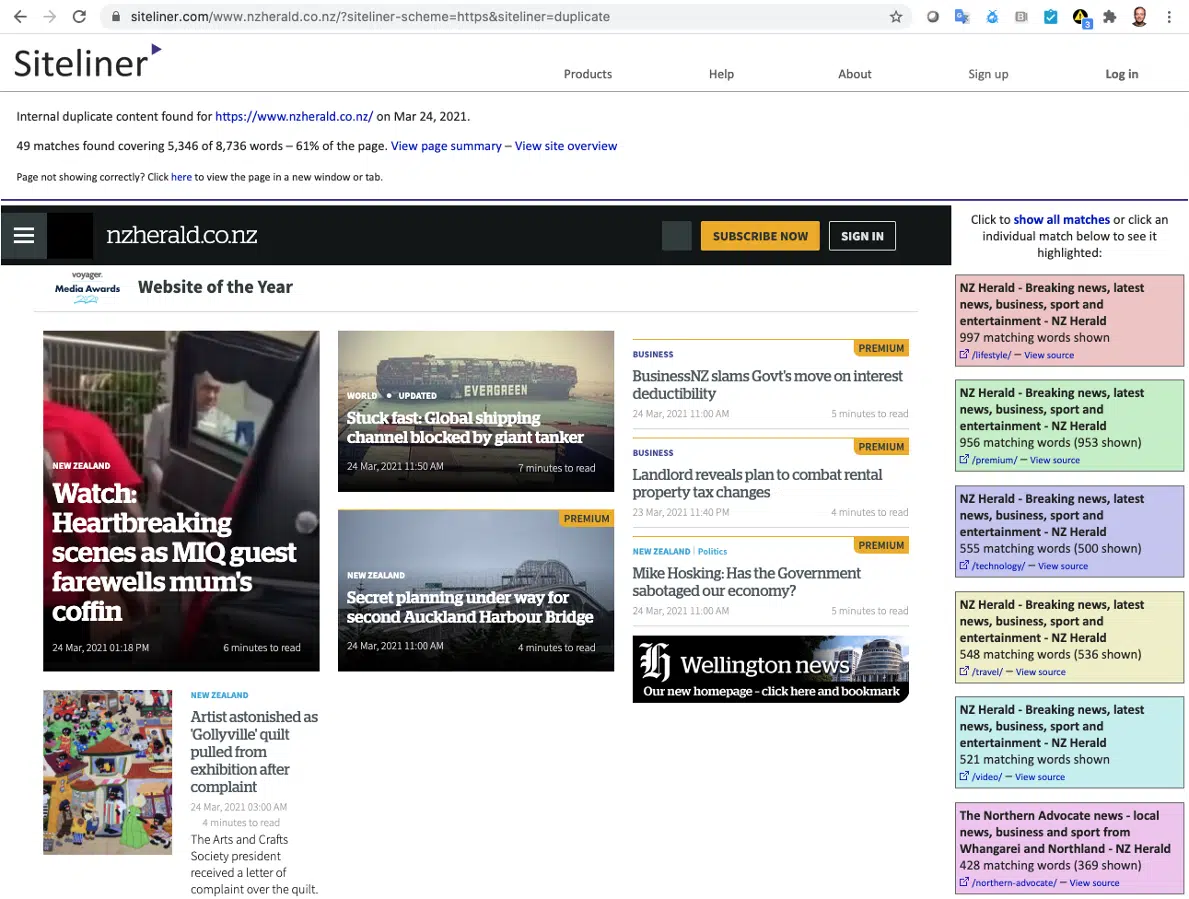 siteliner.com/www.nzherald.co.nz/?siteliner-scheme=https&siteliner=duplicate
3
Siteliner
Products
Help
About
Sign up
Log in
Internal duplicate content found for https://www.nzherald.co.nz/ on Mar 24, 2021.
49 matches found covering 5,346 of 8,736 words – 61% of the page. View page summary – View site overview
Page not showing correctly? Click here to view the page in a new window or tab.
nzherald.co.nz
SUBSCRIBE NOW
SIGN IN
voyager.
Media Awards
Website of the Year
NEW ZEALAND
Watch:
Heartbreaking
scenes as MIQ guest
farewells mum's
coffin
24 Mar, 2021 01:18 PM
6 minutes to read
EVERGREEN
WORLD • UPDATED
Stuck fast: Global shipping
channel blocked by giant tanker
24 Mar, 2021 11:50 AM
7 minutes to read
PREMIUM
NEW ZEALAND
Secret planning under way for
second Auckland Harbour Bridge
24 Mar, 2021 11:00 AM
4 minutes to read
PREMIUM
BUSINESS
BusinessNZ slams Govt's move on interest
deductibility
24 Mar, 2021 11:00 AM
5 minutes to read
PREMIUM
BUSINESS
Landlord reveals plan to combat rental
property tax changes
23 Mar, 2021 11:40 PM
4 minutes to read
PREMIUM
NEW ZEALAND | Politics
Mike Hosking: Has the Government
sabotaged our economy?
24 Mar, 2021 11:00 AM
5 minutes to read
Wellington news
Our new homepage - click here and bookmark
NEW ZEALAND
Artist astonished as
'Gollyville' quilt
pulled from
exhibition after
complaint
24 Mar, 2021 03:00 AM
4 minutes to read
The Arts and Crafts
Society president
received a letter of
complaint over the quilt.
Click to show all matches or click an
individual match below to see it
highlighted:
NZ Herald - Breaking news, latest
news, business, sport and
entertainment - NZ Herald
997 matching words shown
/lifestyle/ — View source
NZ Herald - Breaking news, latest
news, business, sport and
entertainment - NZ Herald
956 matching words (953 shown)
/premium/ — View source
NZ Herald - Breaking news, latest
news, business, sport and
entertainment - NZ Herald
555 matching words (500 shown)
/technology/ — View source
NZ Herald - Breaking news, latest
news, business, sport and
entertainment - NZ Herald
548 matching words (536 shown)
/travel/ — View source
NZ Herald - Breaking news, latest
news, business, sport and
entertainment - NZ Herald
521 matching words shown
/video/ — View source
The Northern Advocate news - local
news, business and sport from
Whangarei and Northland - NZ Herald
428 matching words (369 shown)
/northern-advocate/ — View source